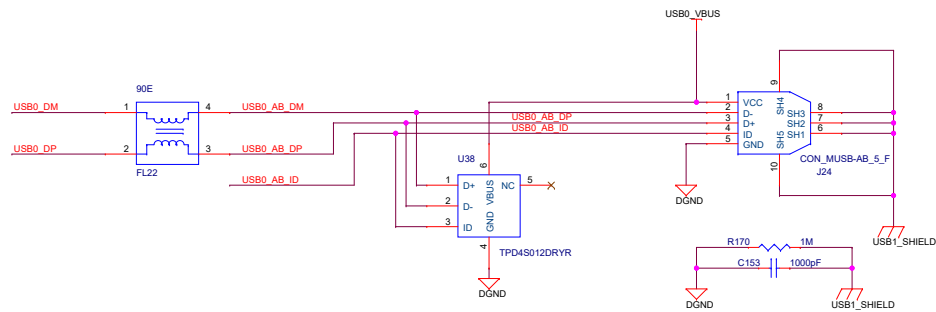 USB0_VBUS
90E
USB0_DM 1 4 USB0_AB_DM
USB0_DP 2 3 USB0_AB_DP
FL22
USB0_AB_ID
USB0_AB_DP
USB0_AB_ID
1 VCC
2 D-
3 D+
4 ID
5 GND
9 SH4
SH3 8
SH2 7
SH1 6
SH5 10
CON_MUSB-AB_5_F
J24
DGND
USB1_SHIELD
U38
6 VBUS
1 D+
2 D-
3 ID
NC 5
GND 4
TPD4S012DRYR
DGND
R170 1M
C153 1000pF
DGND
USB1_SHIELD